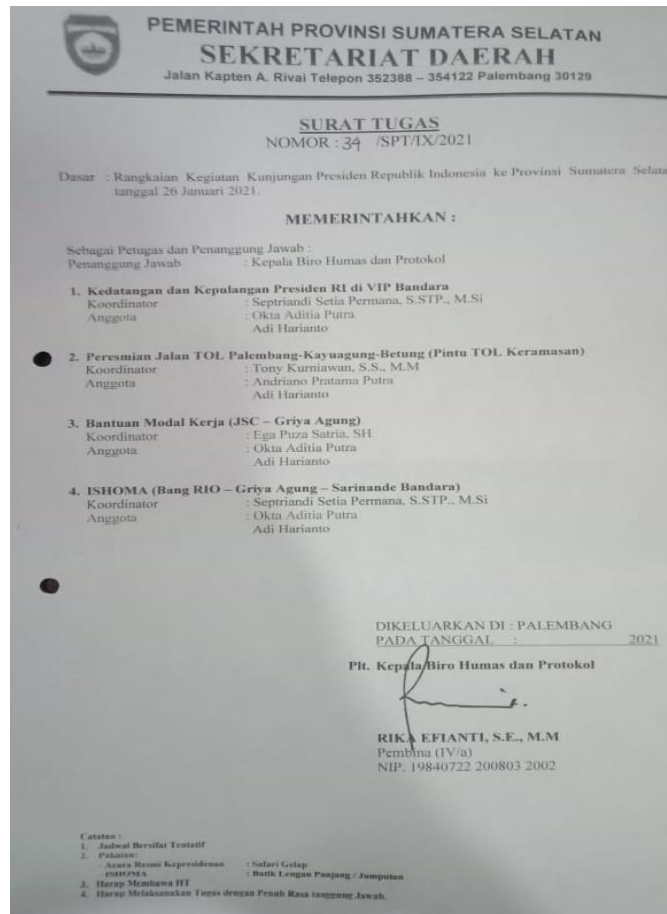 PEMERINTAH PROVINSI SUMATERA SELATAN
SEKRETARIAT DAERAH
Jalan Kapten A. Rivai Telepon 352388 – 354122 Palembang 30129
SURAT TUGAS
NOMOR : 34 /SPT/IX/2021
Dasar : Rangkaian Kegiatan Kunjungan Presiden Republik Indonesia ke Provinsi Sumatera Selata
tanggal 26 Januari 2021.
MEMERINTAHKAN :
Sebagai Petugas dan Penanggung Jawab :
Penanggung Jawab : Kepala Biro Humas dan Protokol
1. Kedatangan dan Kepulangan Presiden RI di VIP Bandara
Koordinator : Septriandi Setia Permana, S.STP., M.Si
Anggota : Okta Aditia Putra
Adi Harianto
2. Peresmian Jalan TOL Palembang-Kayuagung-Betung (Pintu TOL Keramasan)
Koordinator : Tony Kurniawan, S.S., M.M
Anggota : Andriano Pratama Putra
Adi Harianto
3. Bantuan Modal Kerja (JSC – Griya Agung)
Koordinator : Ega Puza Satria, SH
Anggota : Okta Aditia Putra
Adi Harianto
4. ISHOMA (Bang RIO – Griya Agung – Sarinande Bandara)
Koordinator : Septriandi Setia Permana, S.STP., M.Si
Anggota : Okta Aditia Putra
Adi Harianto
DIKELUARKAN DI : PALEMBANG
PADA TANGGAL : 2021
Plt. Kepala Biro Humas dan Protokol
RIKA EFIANTI, S.E., M.M
Pembina (IV/a)
NIP. 19840722 200803 2002
Catatan :
1. Jadwal Bersifat Tentatif
2. Pakaian:
- Acara Resmi Kepresidenan : Safari Gelap
- ISHOMA : Batik Lengan Panjang / Jumputan
3. Harap Membawa HT
4. Harap Melaksanakan Tugas dengan Penuh Rasa tanggung Jawab.